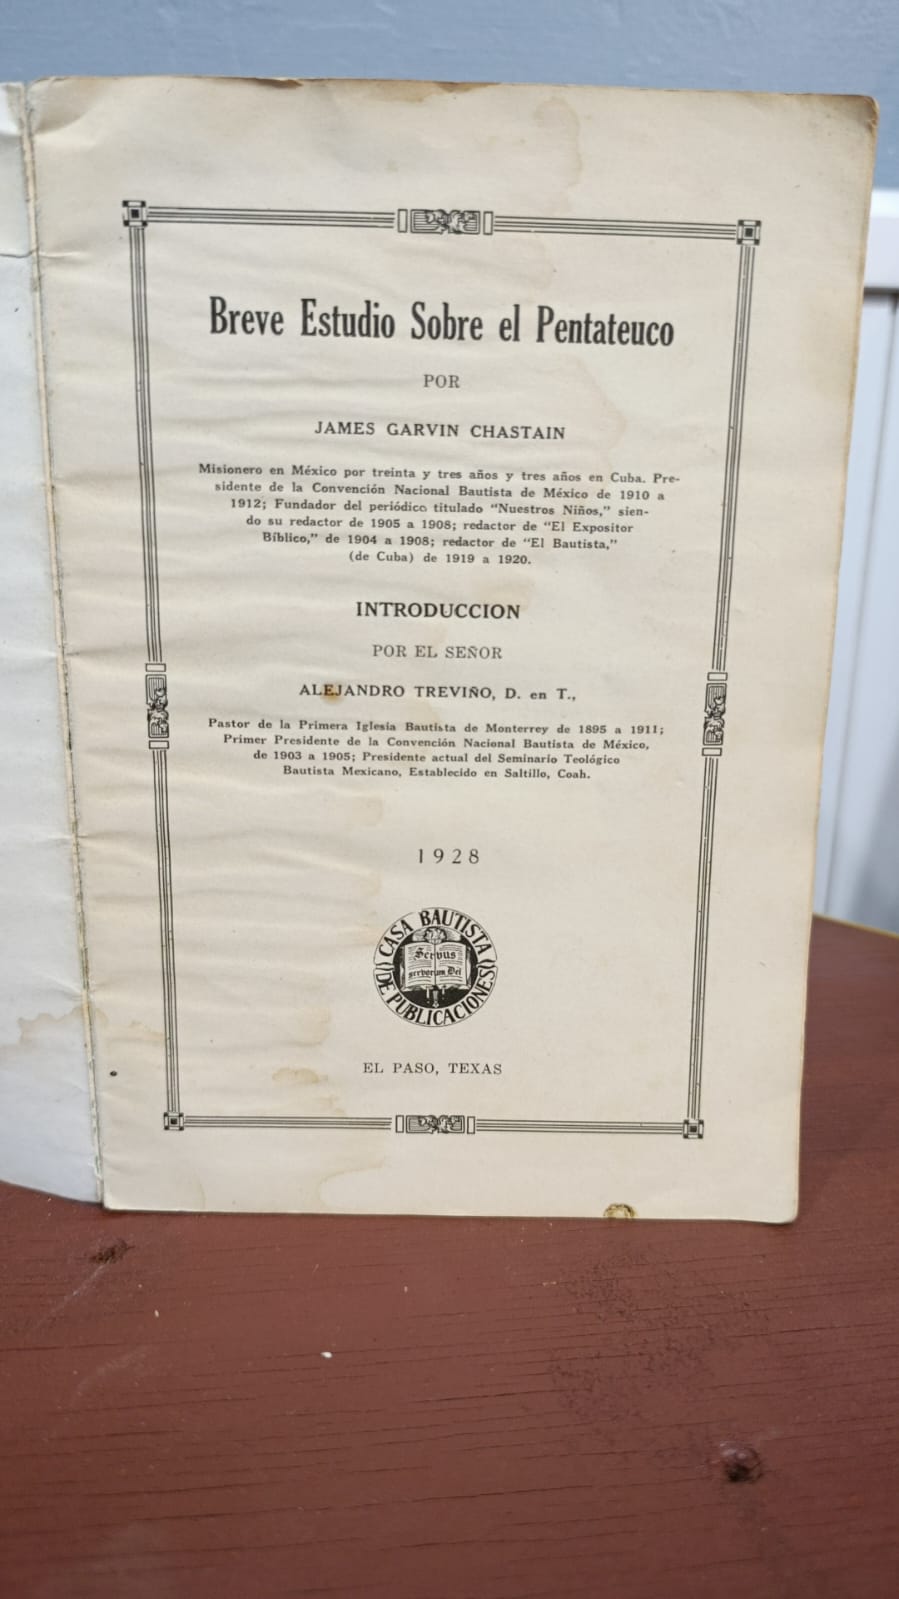 Breve Estudio Sobre el Pentateuco
POR
JAMES GARVIN CHASTAIN
Misionero en México por treinta y tres años y tres años en Cuba. Pre-
sidente de la Convención Nacional Bautista de México de 1910 a
1912; Fundador del periódico titulado "Nuestros Niños," sien-
do su redactor de 1905 a 1908; redactor de "El Expositor
Bíblico," de 1904 a 1908; redactor de "El Bautista,"
(de Cuba) de 1919 a 1920.
INTRODUCCION
POR EL SEÑOR
ALEJANDRO TREVIÑO, D. en T.,
Pastor de la Primera Iglesia Bautista de Monterrey de 1895 a 1911;
Primer Presidente de la Convención Nacional Bautista de México,
de 1903 a 1905; Presidente actual del Seminario Teológico
Bautista Mexicano, Establecido en Saltillo, Coah.
1928
CASA BAUTISTA
Servus
servorum Dei
DE PUBLICACIONES
EL PASO, TEXAS